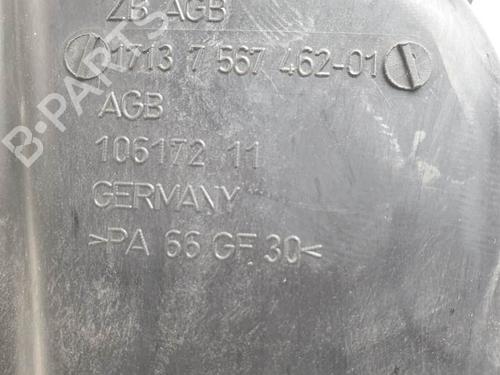 ZB AGB
1713 7 567 462-01
AGB
106172 11
GERMANY
>PA 66 GF 30<
B-PARTS